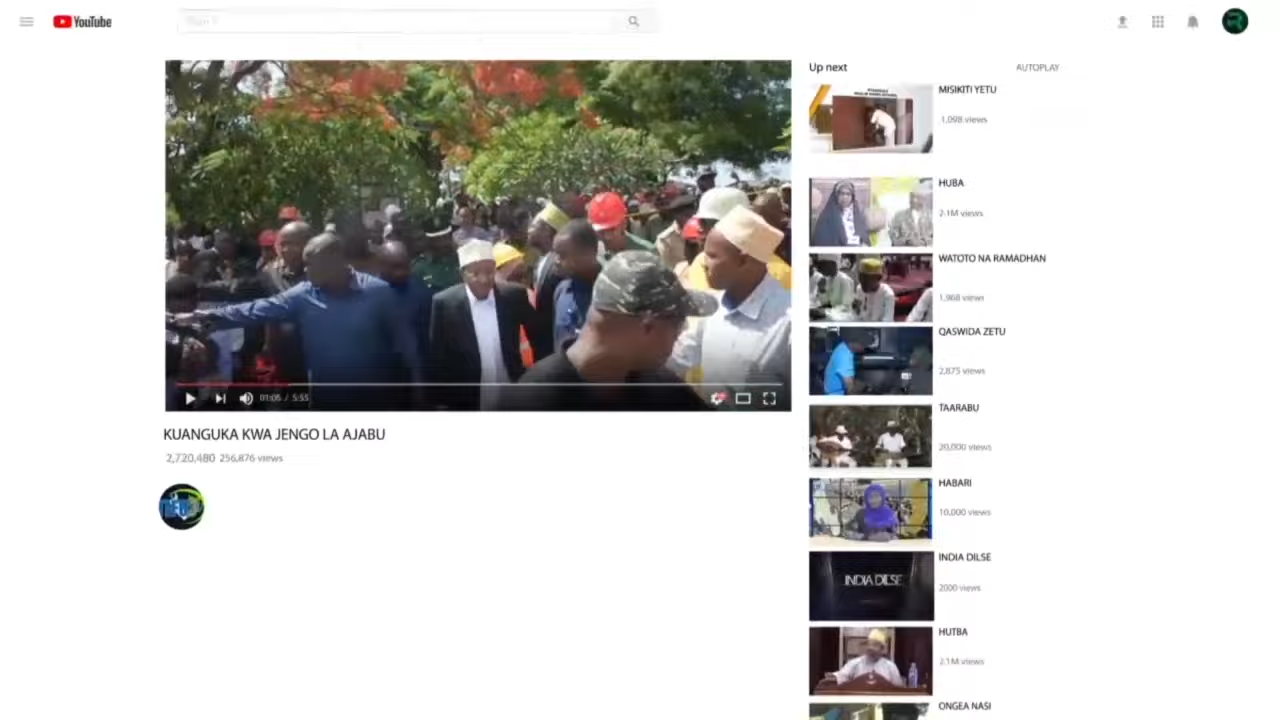 YouTube
Up next
AUTOPLAY
MISIKITI YETU
1,098 views
HUBA
2.1M views
WATOTO NA RAMADHAN
1,968 views
QASWIDA ZETU
2,875 views
TAARABU
20,000 views
HABARI
10,000 views
INDIA DILSE
INDIA DILSE
2000 views
HUTBA
2.1M views
ONGEA NASI
01:05 / 5:55
KUANGUKA KWA JENGO LA AJABU
2,720,480 256,876 views